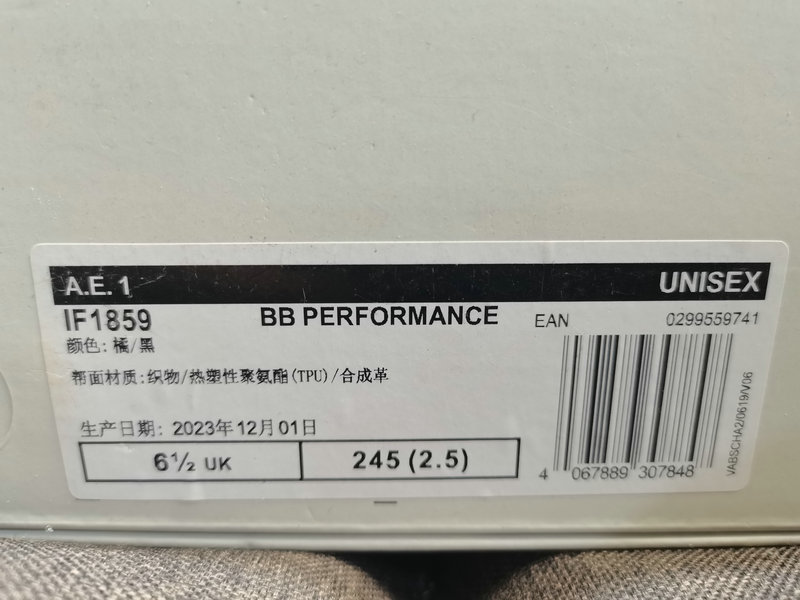 A.E. 1 UNISEX
IF1859 BB PERFORMANCE EAN 0299559741
颜色: 橘/黑
帮面材质: 织物/热塑性聚氨酯(TPU)/合成革
生产日期: 2023年12月01日
6½ UK 245 (2.5)
4 067889 307848
VABSCHA2/0619/V06